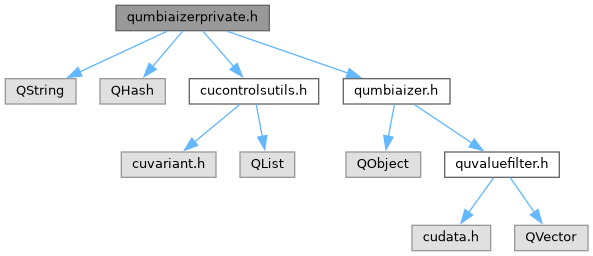 qumbiaizerprivate.h
QString
QHash
cucontrolsutils.h
qumbiaizer.h
cuvariant.h
QList
QObject
quvaluefilter.h
cudata.h
QVector